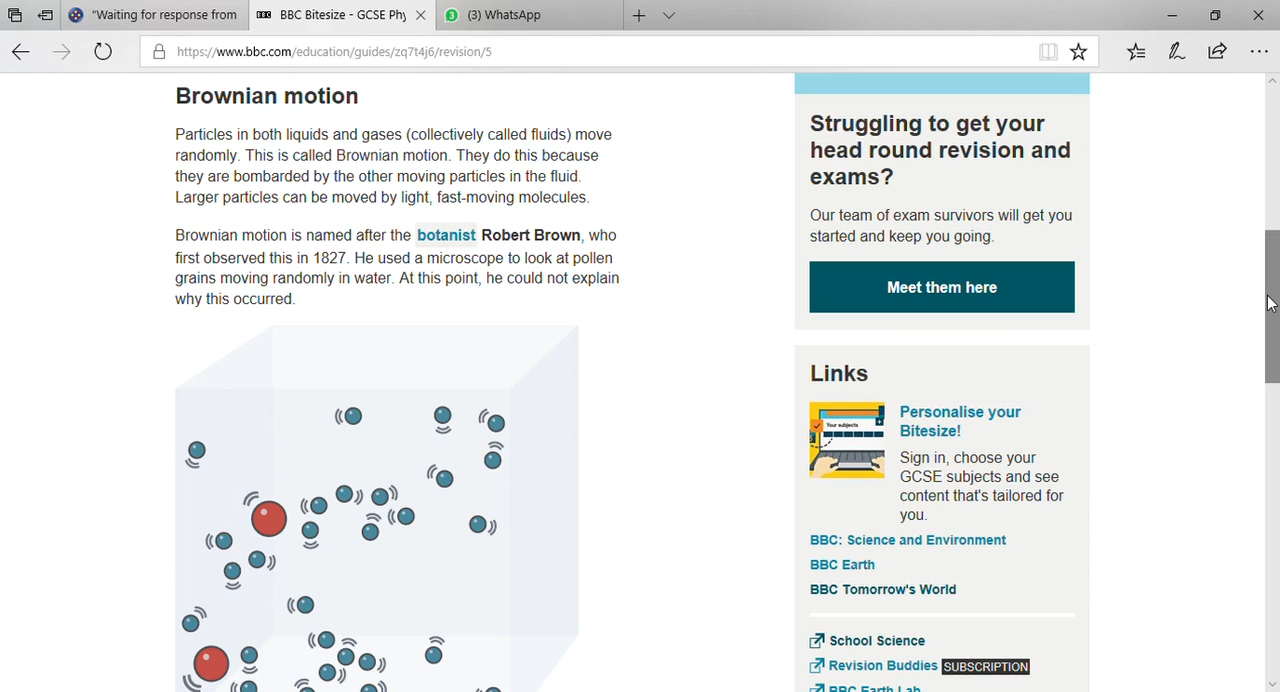 "Waiting for response from
BBC Bitesize - GCSE Phy
(3) WhatsApp
https://www.bbc.com/education/guides/zq7t4j6/revision/5
Brownian motion
Particles in both liquids and gases (collectively called fluids) move
randomly. This is called Brownian motion. They do this because
they are bombarded by the other moving particles in the fluid.
Larger particles can be moved by light, fast-moving molecules.
Brownian motion is named after the botanist Robert Brown, who
first observed this in 1827. He used a microscope to look at pollen
grains moving randomly in water. At this point, he could not explain
why this occurred.
Struggling to get your
head round revision and
exams?
Our team of exam survivors will get you
started and keep you going.
Meet them here
Links
Your subjects
Personalise your
Bitesize!
Sign in, choose your
GCSE subjects and see
content that's tailored for
you.
BBC: Science and Environment
BBC Earth
BBC Tomorrow's World
School Science
Revision Buddies SUBSCRIPTION
BBC Earth Lab